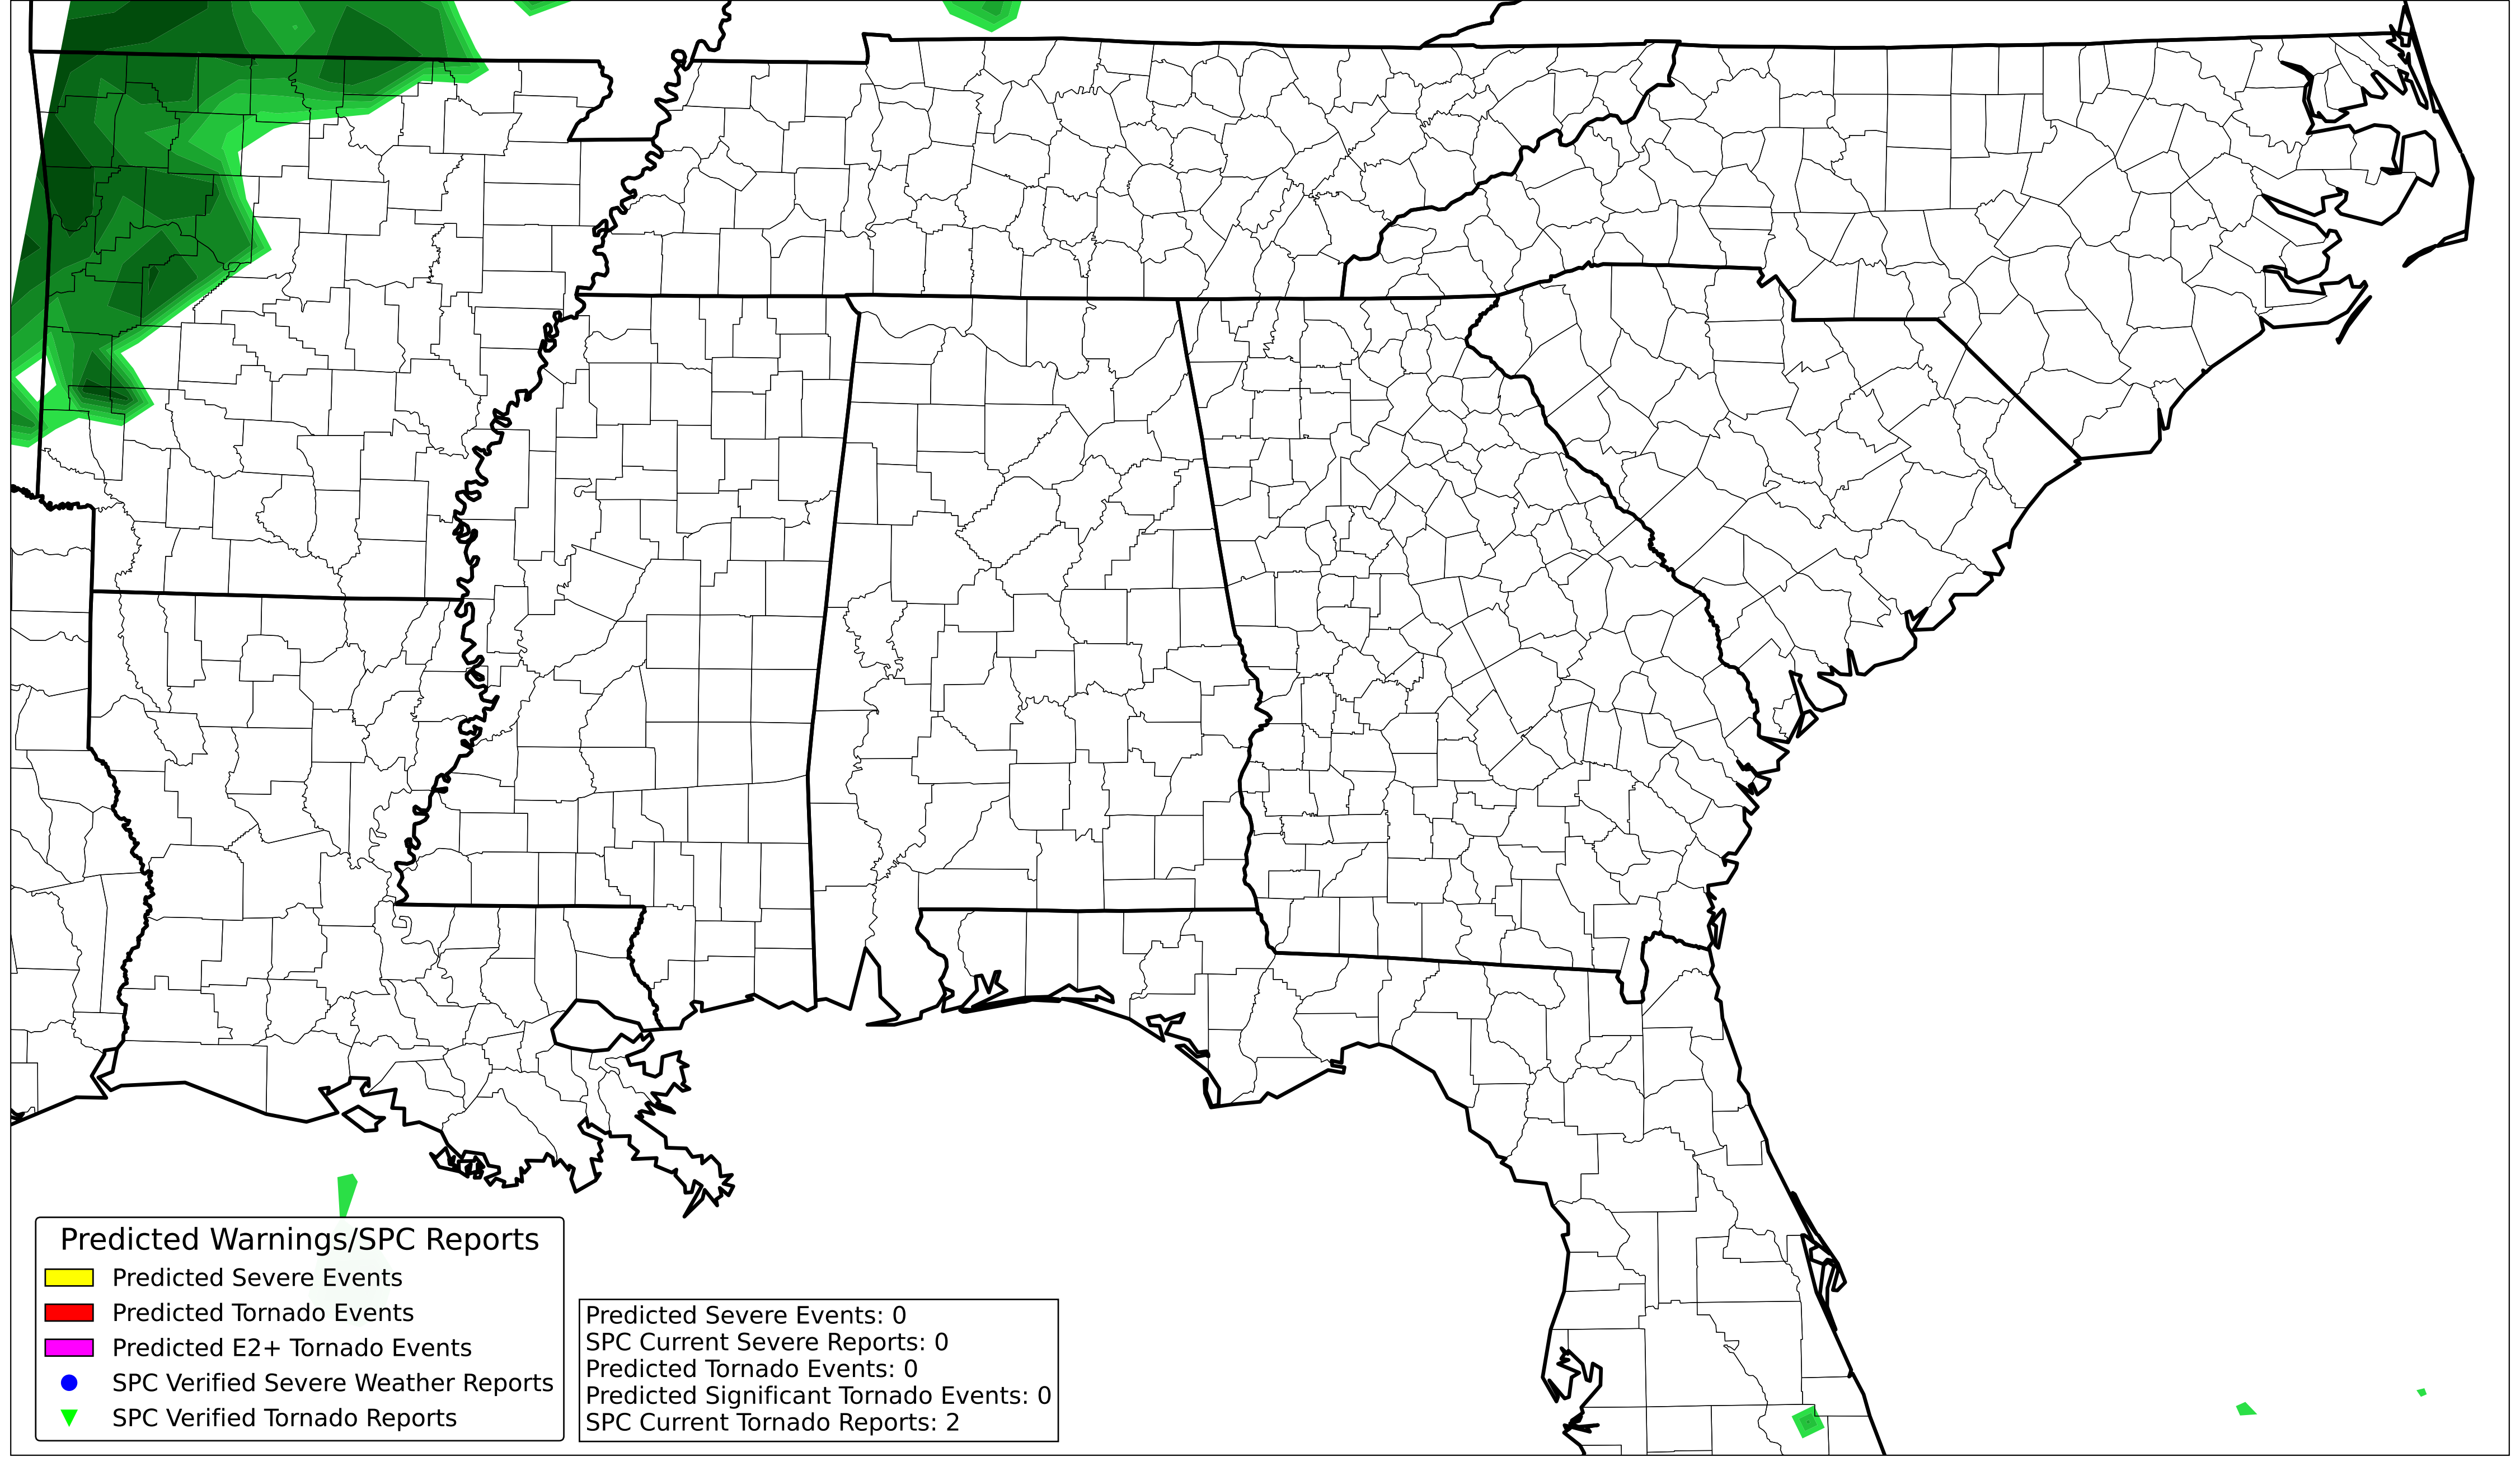 Predicted Warnings/SPC Reports
Predicted Severe Events
Predicted Tornado Events
Predicted E2+ Tornado Events
SPC Verified Severe Weather Reports
SPC Verified Tornado Reports
Predicted Severe Events: 0
SPC Current Severe Reports: 0
Predicted Tornado Events: 0
Predicted Significant Tornado Events: 0
SPC Current Tornado Reports: 2